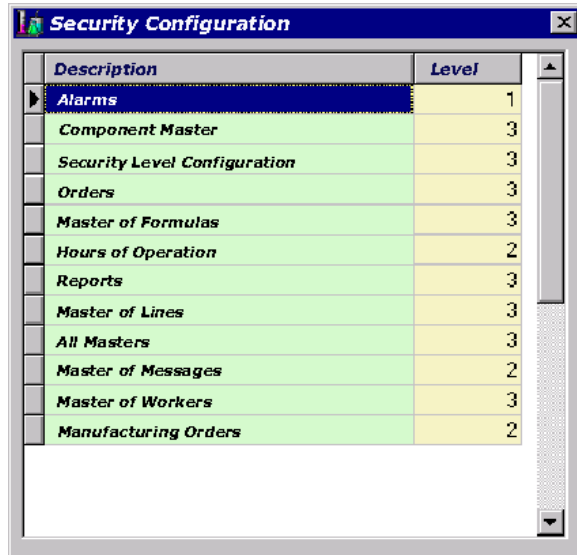 Security Configuration
Description Level
Alarms 1
Component Master 3
Security Level Configuration 3
Orders 3
Master of Formulas 3
Hours of Operation 2
Reports 3
Master of Lines 3
All Masters 3
Master of Messages 2
Master of Workers 3
Manufacturing Orders 2